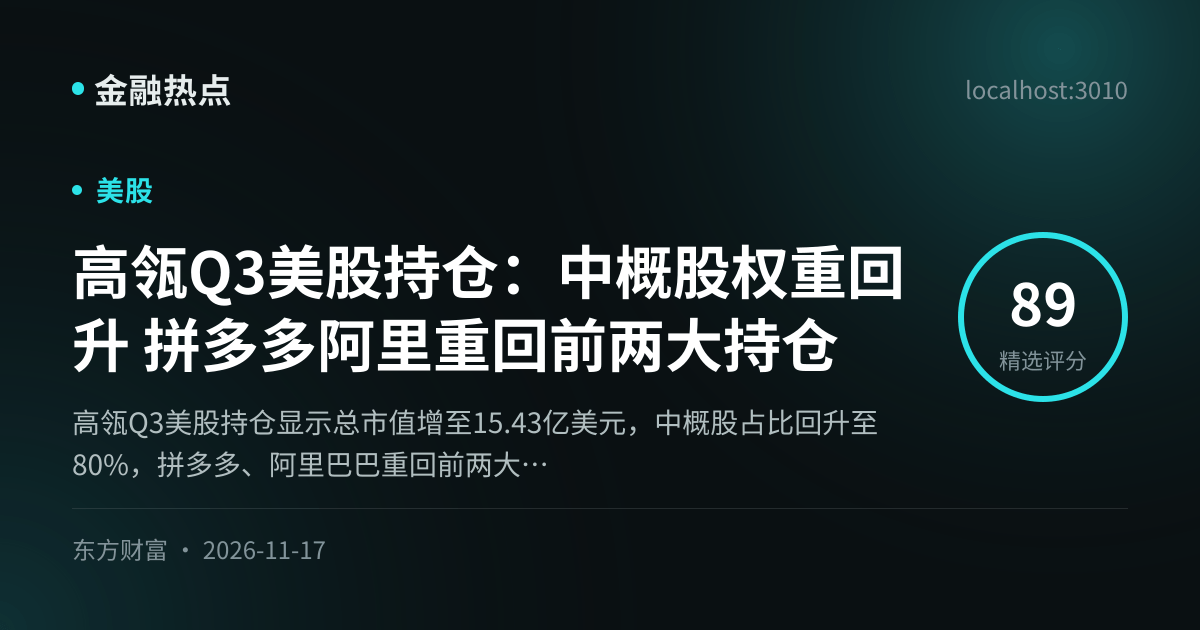 金融热点
localhost:3010
美股
高瓴Q3美股持仓：中概股权重回
升 拼多多阿里重回前两大持仓
89
精选评分
高瓴Q3美股持仓显示总市值增至15.43亿美元，中概股占比回升至
80%，拼多多、阿里巴巴重回前两大…
东方财富 · 2026-11-17